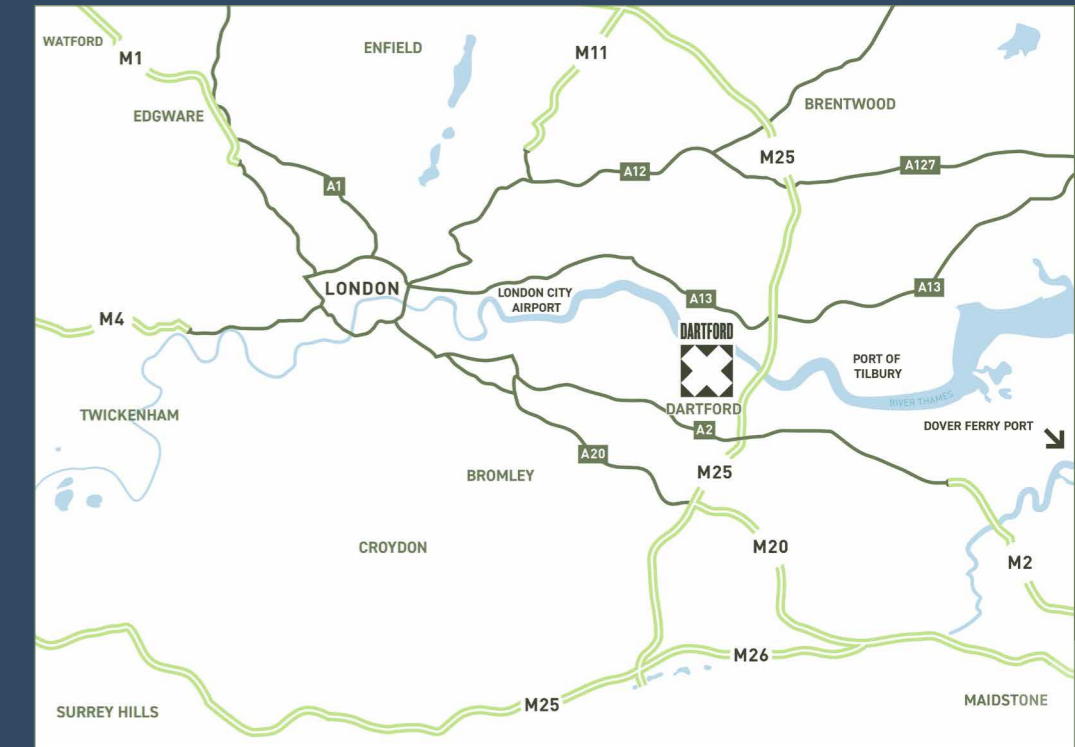 WATFORD
M1
ENFIELD
M11
EDGWARE
BRENTWOOD
M25
A127
A12
A1
LONDON
LONDON CITY
AIRPORT
A13
A13
M4
DARTFORD
PORT OF
TILBURY
RIVER THAMES
DARTFORD
TWICKENHAM
A2
DOVER FERRY PORT
A20
M25
BROMLEY
CROYDON
M20
M2
M26
M25
SURREY HILLS
MAIDSTONE